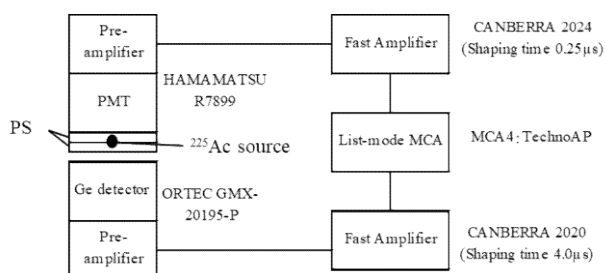 Pre-
amplifier
Fast Amplifier
CANBERRA 2024
(Shaping time 0.25μs)
HAMAMATSU
R7899
PMT
PS
²²⁵Ac source
List-mode MCA
MCA4:TechnoAP
Ge detector
ORTEC GMX-
20195-P
Pre-
amplifier
Fast Amplifier
CANBERRA 2020
(Shaping time 4.0μs)